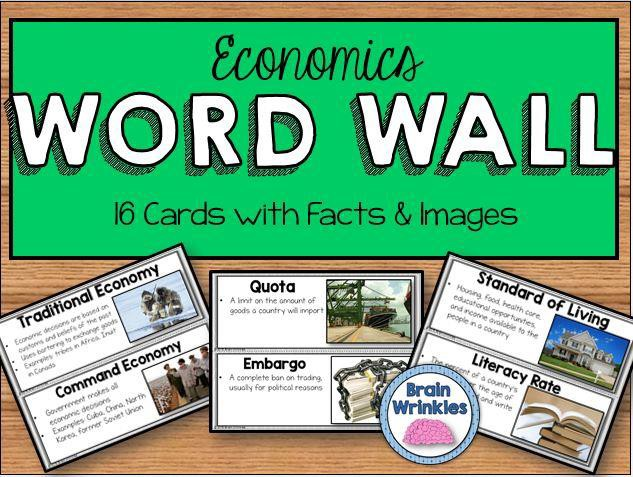 Economics
WORD WALL
16 Cards with Facts & Images
Traditional Economy
• Economic decisions are based on
customs and beliefs of the past
• Uses bartering to exchange goods
• Examples: tribes in Africa, Inuit
in Canada
Command Economy
• Government makes all
economic decisions
• Examples: Cuba, China, North
Korea, former Soviet Union
Quota
• A limit on the amount of
goods a country will import
Embargo
• A complete ban on trading,
usually for political reasons
Standard of Living
• Housing, food, health care,
educational opportunities,
and income available to the
people in a country
Literacy Rate
percent of a country's
over the age of
and write
Brain
Wrinkles